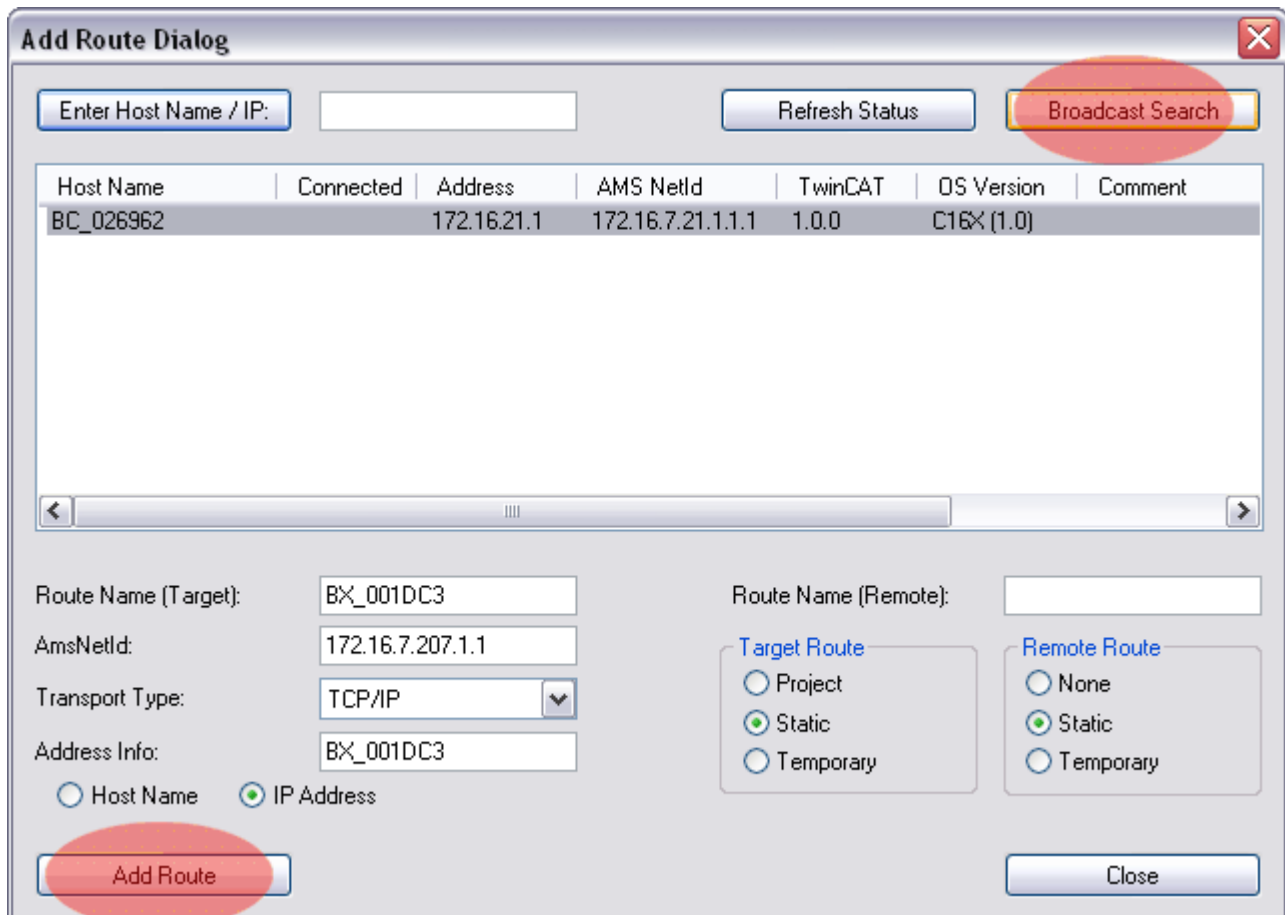 Add Route Dialog
Enter Host Name / IP:
Refresh Status
Broadcast Search
Host Name Connected Address AMS NetId TwinCAT OS Version Comment
BC_026962 172.16.21.1 172.16.7.21.1.1.1 1.0.0 C16X (1.0)
Route Name (Target): BX_001DC3
AmsNetId: 172.16.7.207.1.1
Transport Type: TCP/IP
Address Info: BX_001DC3
Host Name IP Address
Route Name (Remote):
Target Route
Project
Static
Temporary
Remote Route
None
Static
Temporary
Add Route
Close